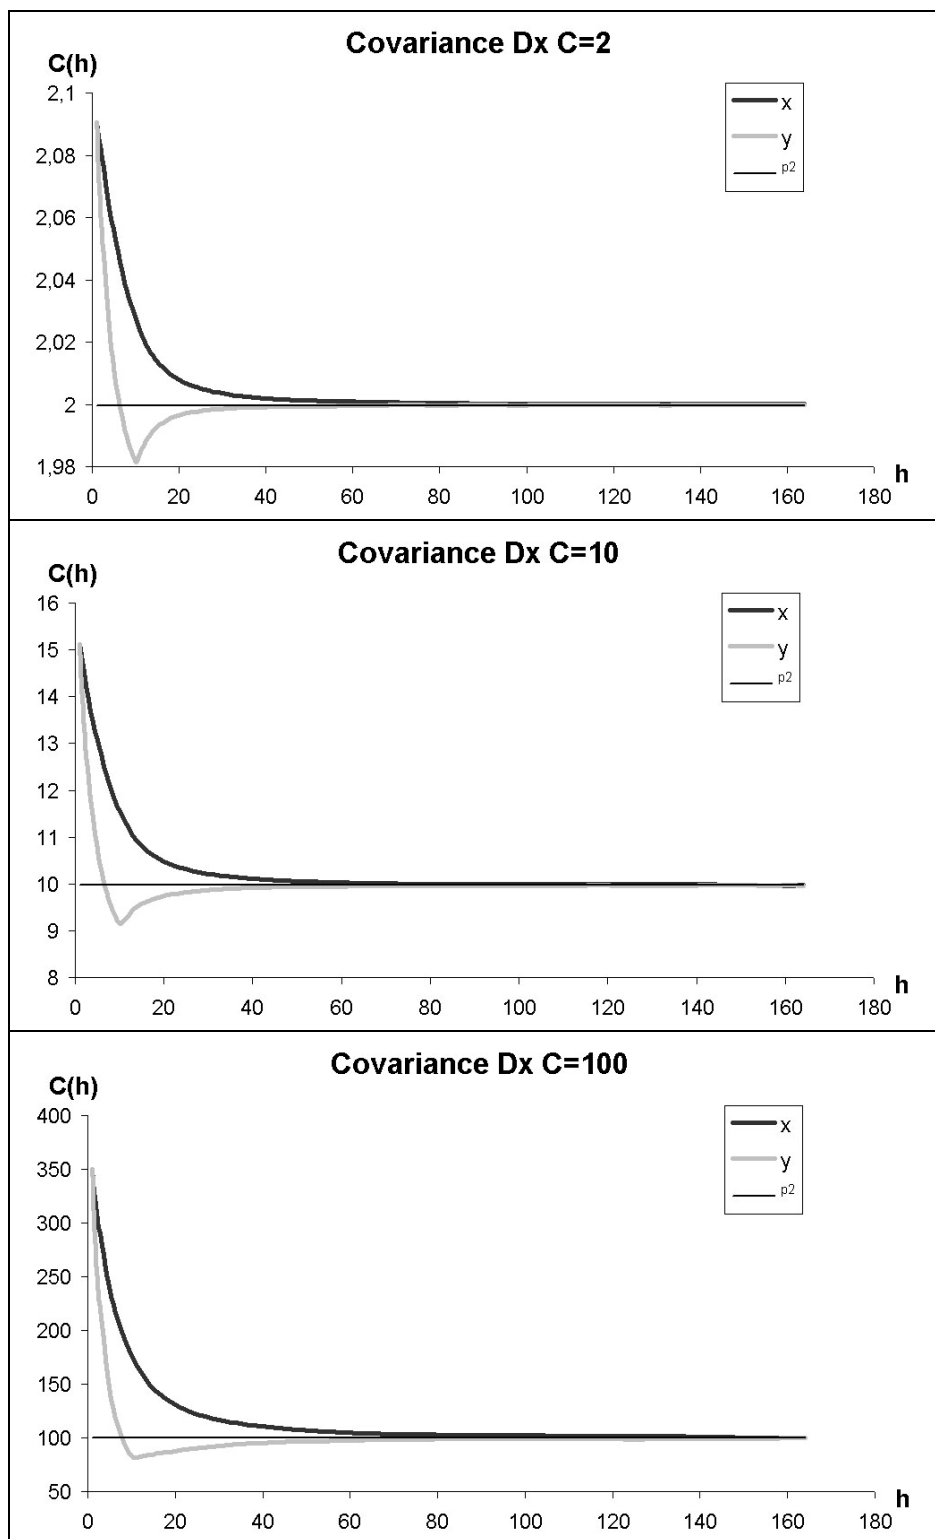 Covariance Dx C=2
C(h)
2,1
2,08
2,06
2,04
2,02
2
1,98
x
y
p2
0 20 40 60 80 100 120 140 160 180
h
Covariance Dx C=10
C(h)
16
15
14
13
12
11
10
9
8
x
y
p2
0 20 40 60 80 100 120 140 160 180
h
Covariance Dx C=100
C(h)
400
350
300
250
200
150
100
50
x
y
p2
0 20 40 60 80 100 120 140 160 180
h